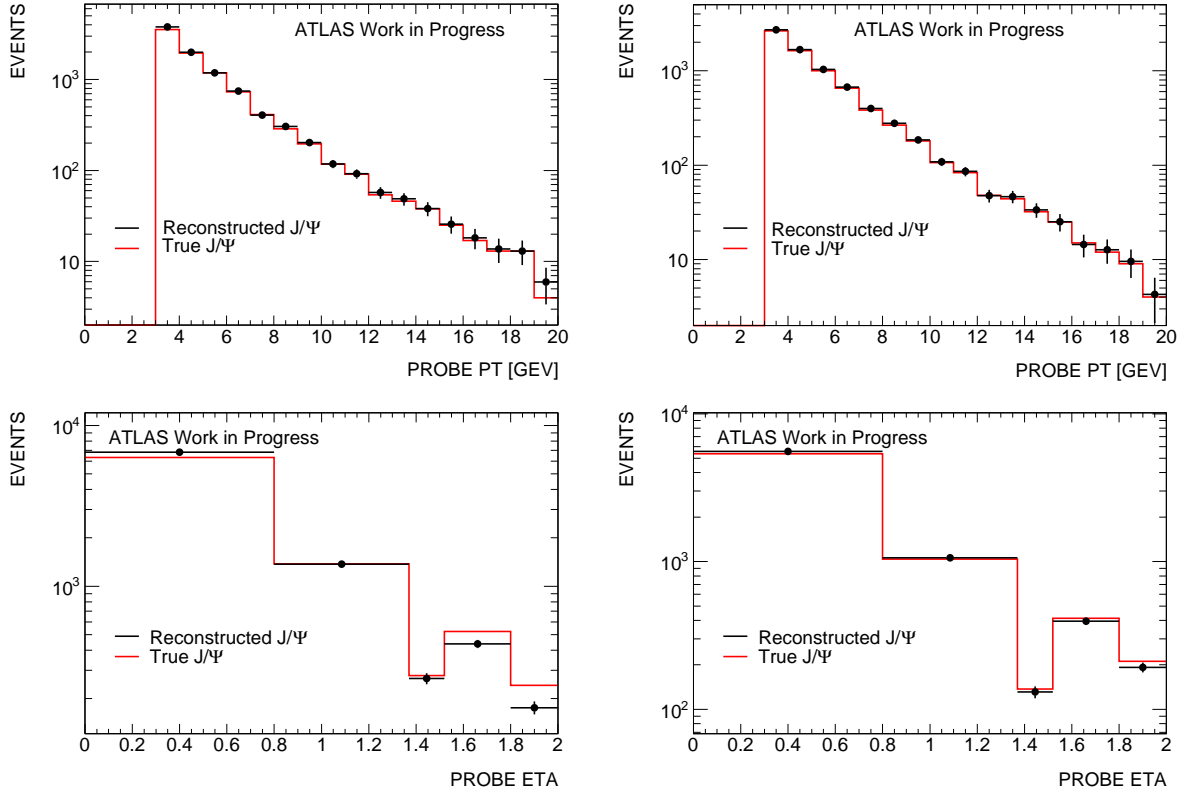 EVENTS
ATLAS Work in Progress
10³
10²
10
Reconstructed J/Ψ
True J/Ψ
0 2 4 6 8 10 12 14 16 18 20
PROBE PT [GEV]
EVENTS
ATLAS Work in Progress
10³
10²
10
Reconstructed J/Ψ
True J/Ψ
0 2 4 6 8 10 12 14 16 18 20
PROBE PT [GEV]
EVENTS
10⁴
ATLAS Work in Progress
10³
Reconstructed J/Ψ
True J/Ψ
0 0.2 0.4 0.6 0.8 1 1.2 1.4 1.6 1.8 2
PROBE ETA
EVENTS
10⁴
ATLAS Work in Progress
10³
Reconstructed J/Ψ
True J/Ψ
10²
0 0.2 0.4 0.6 0.8 1 1.2 1.4 1.6 1.8 2
PROBE ETA